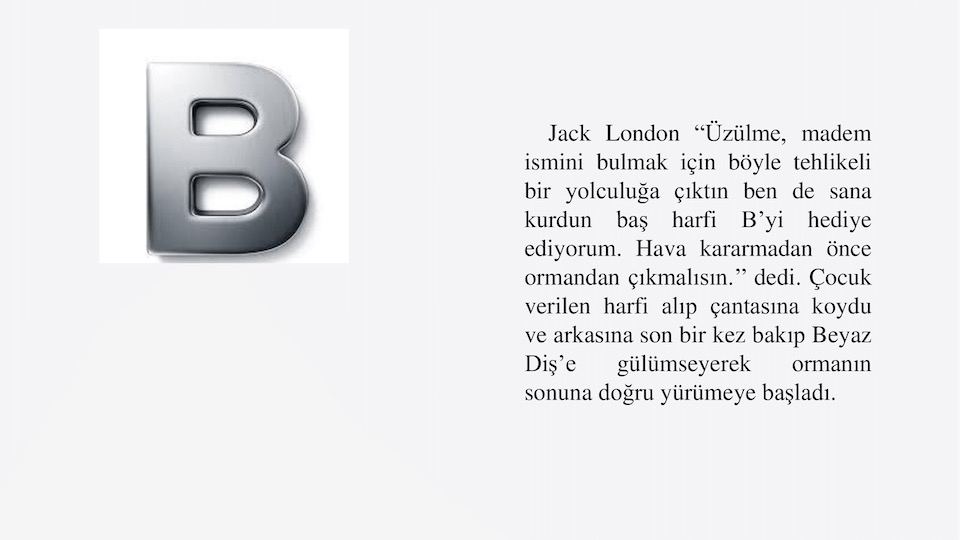 B
Jack London “Üzülme, madem
ismini bulmak için böyle tehlikeli
bir yolculuğa çıktın ben de sana
kurdun baş harfi B’yi hediye
ediyorum. Hava kararmadan önce
ormandan çıkmalısın.” dedi. Çocuk
verilen harfi alıp çantasına koydu
ve arkasına son bir kez bakıp Beyaz
Diş’e gülümseyerek ormanın
sonuna doğru yürümeye başladı.